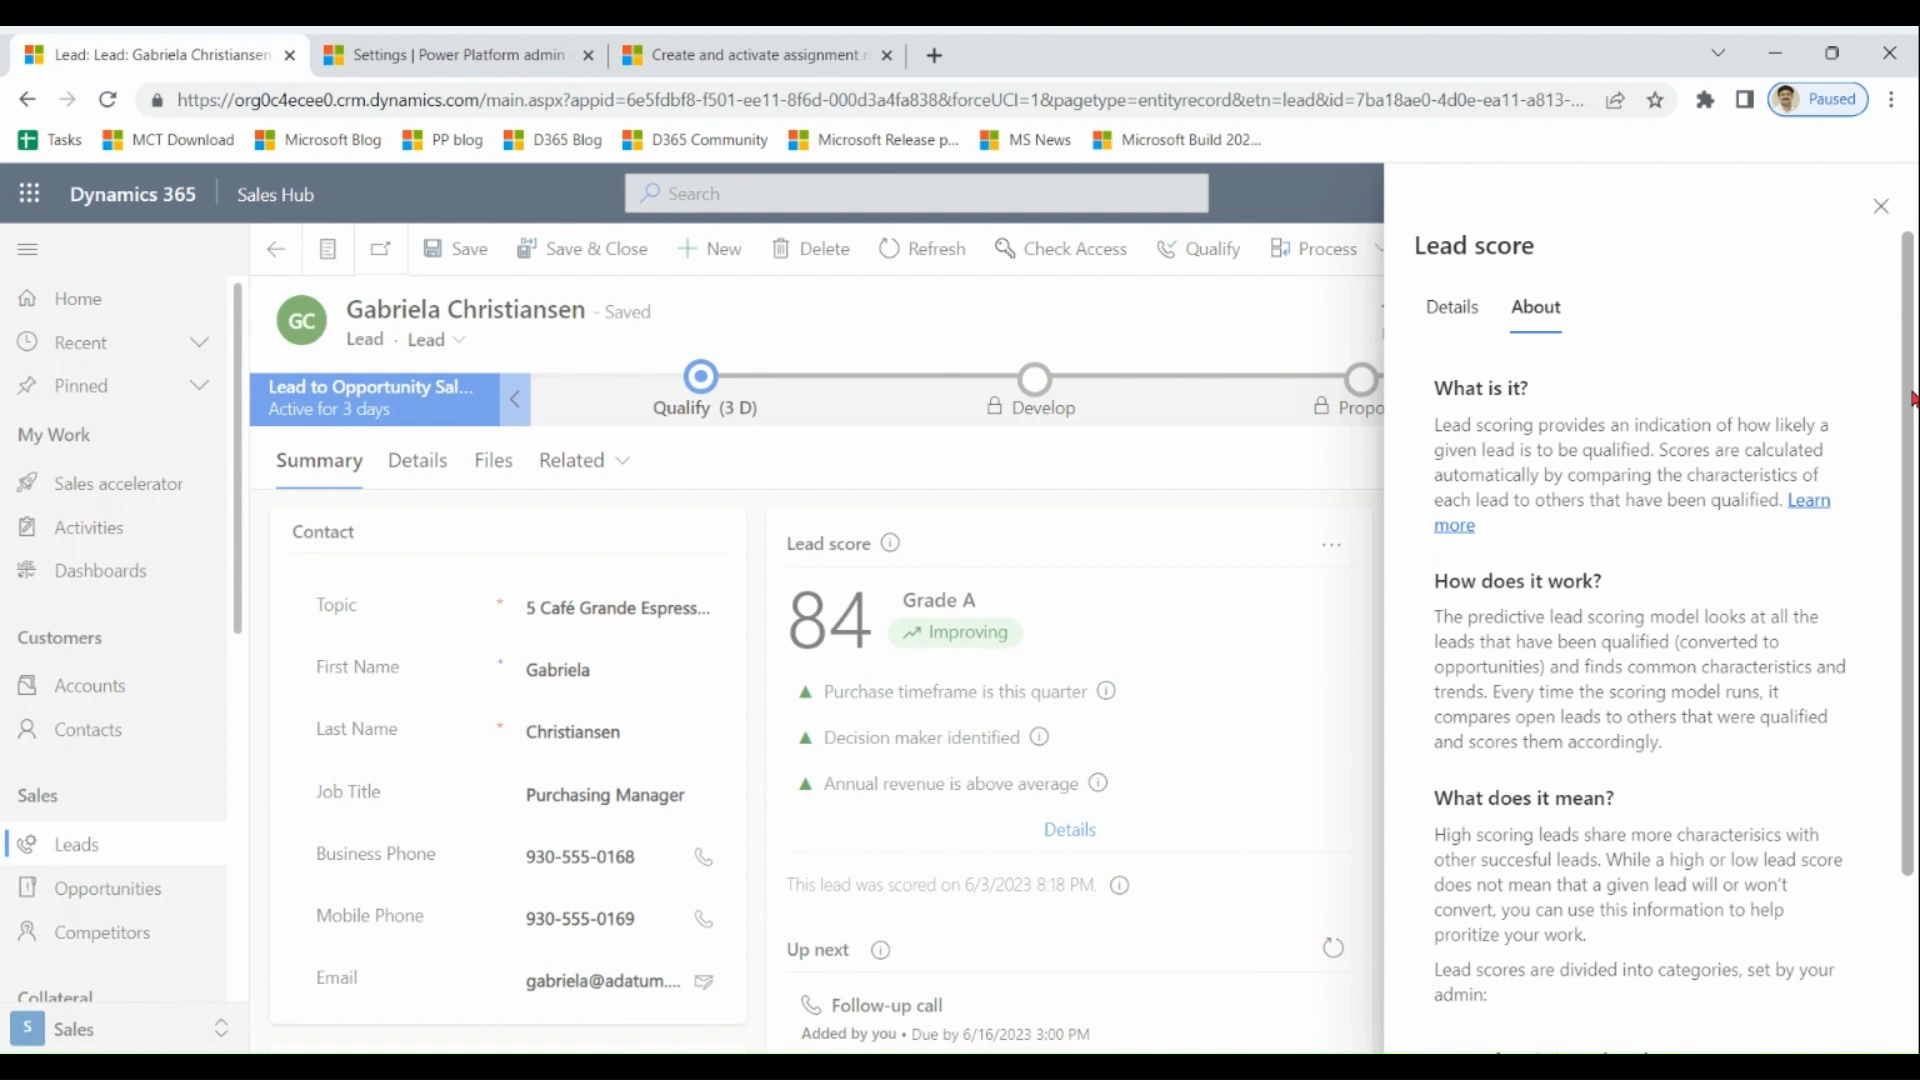 Lead: Lead: Gabriela Christiansen
Settings | Power Platform admin
Create and activate assignment r
https://org0c4ecee0.crm.dynamics.com/main.aspx?appid=6e5fdbf8-f501-ee11-8f6d-000d3a4fa838&forceUCI=1&pagetype=entityrecord&etn=lead&id=7ba18ae0-4d0e-ea11-a813-...
Paused
Tasks
MCT Download
Microsoft Blog
PP blog
D365 Blog
D365 Community
Microsoft Release p...
MS News
Microsoft Build 202...
Dynamics 365
Sales Hub
Search
Save
Save & Close
New
Delete
Refresh
Check Access
Qualify
Process
Home
Recent
Pinned
My Work
Sales accelerator
Activities
Dashboards
Customers
Accounts
Contacts
Sales
Leads
Opportunities
Competitors
Collateral
S
Sales
GC
Gabriela Christiansen - Saved
Lead · Lead
Lead to Opportunity Sal...
Active for 3 days
Qualify (3 D)
Develop
Propo
Summary
Details
Files
Related
Contact
Topic * 5 Café Grande Espress...
First Name * Gabriela
Last Name * Christiansen
Job Title Purchasing Manager
Business Phone 930-555-0168
Mobile Phone 930-555-0169
Email gabriela@adatum....
Lead score
84
Grade A
Improving
Purchase timeframe is this quarter
Decision maker identified
Annual revenue is above average
Details
This lead was scored on 6/3/2023 8:18 PM.
Up next
Follow-up call
Added by you • Due by 6/16/2023 3:00 PM
Lead score
Details
About
What is it?
Lead scoring provides an indication of how likely a
given lead is to be qualified. Scores are calculated
automatically by comparing the characteristics of
each lead to others that have been qualified. Learn
more
How does it work?
The predictive lead scoring model looks at all the
leads that have been qualified (converted to
opportunities) and finds common characteristics and
trends. Every time the scoring model runs, it
compares open leads to others that were qualified
and scores them accordingly.
What does it mean?
High scoring leads share more characterisics with
other succesful leads. While a high or low lead score
does not mean that a given lead will or won't
convert, you can use this information to help
proritize your work.
Lead scores are divided into categories, set by your
admin: